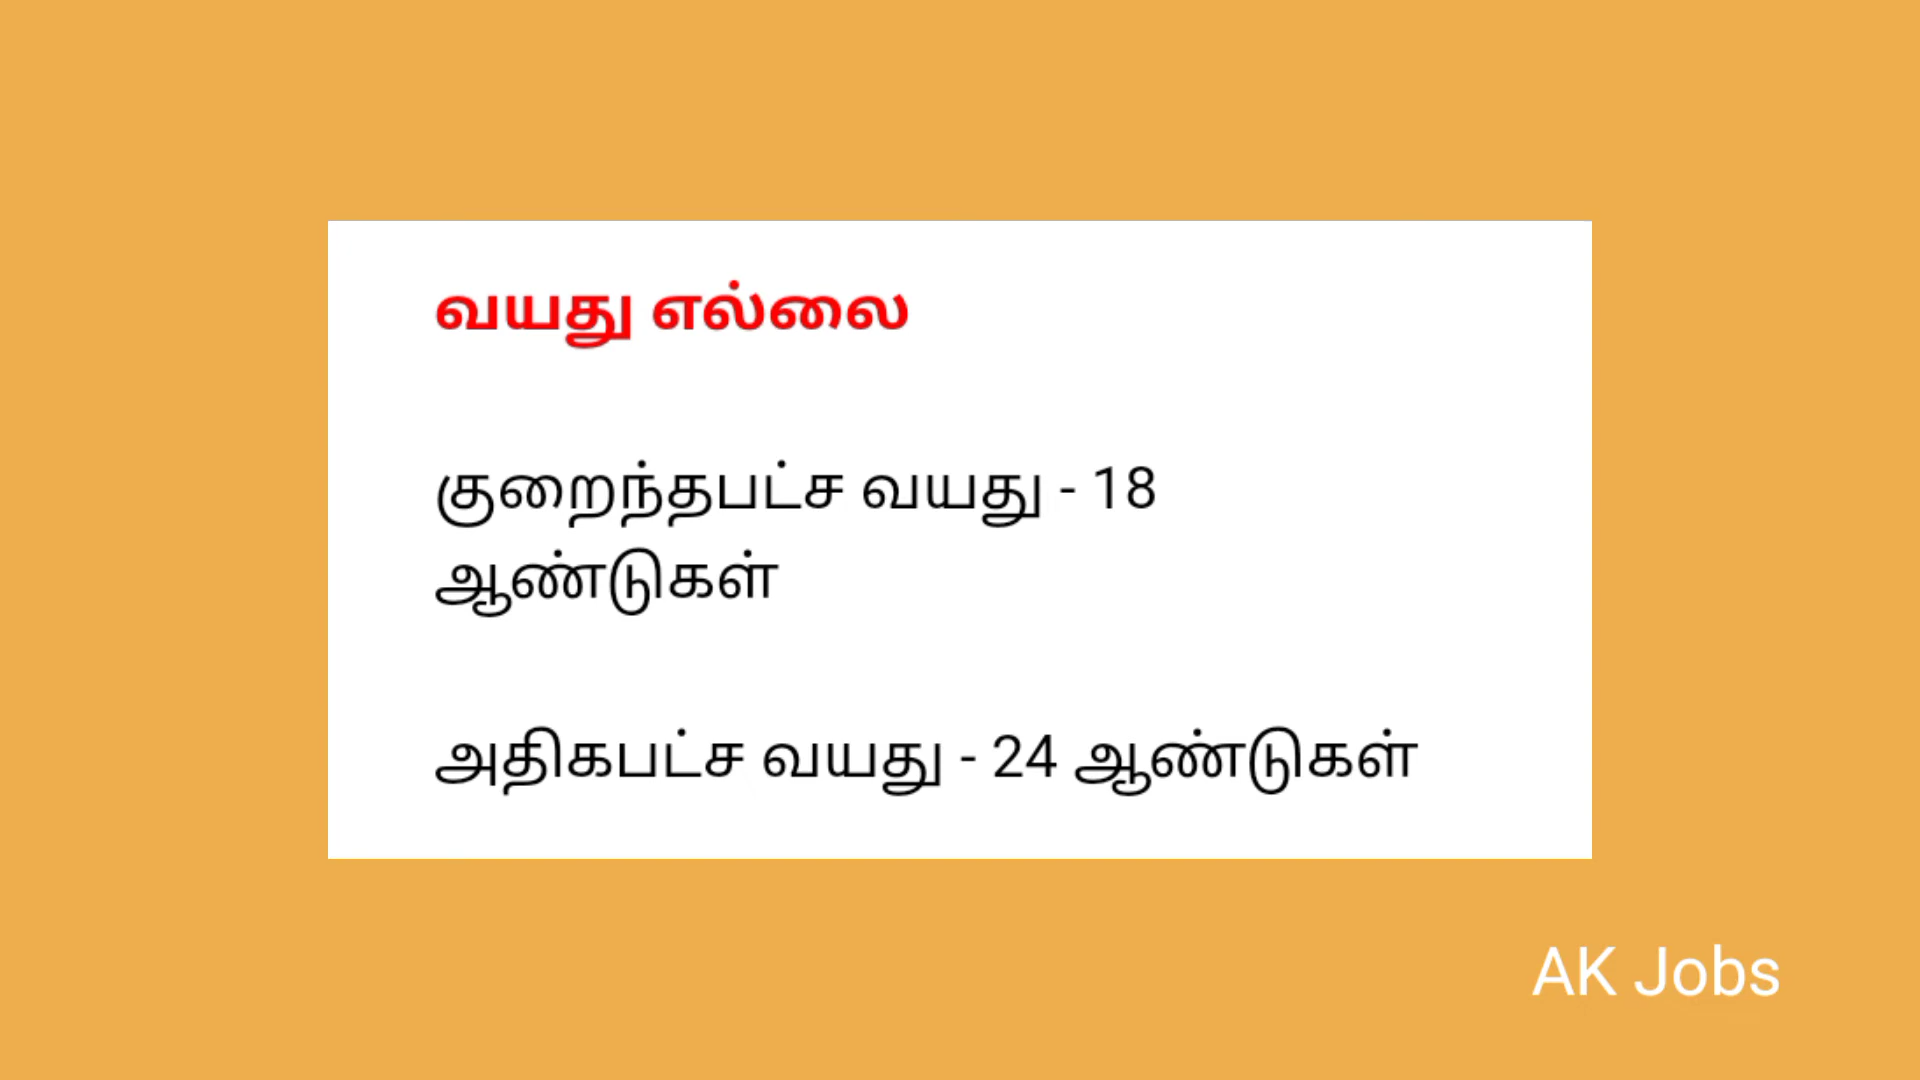 வயது எல்லை
குறைந்தபட்ச வயது - 18
ஆண்டுகள்
அதிகபட்ச வயது - 24 ஆண்டுகள்
AK Jobs